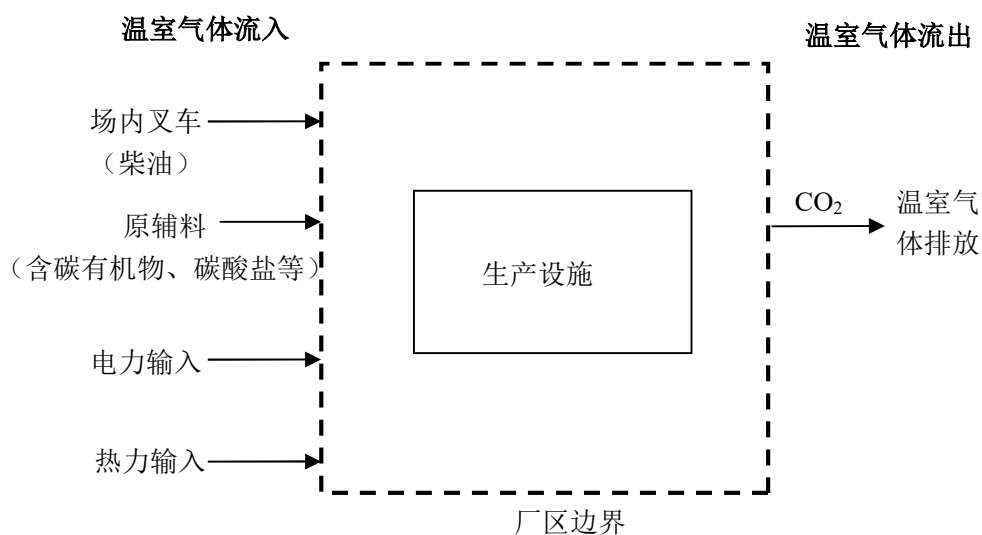 温室气体流入
温室气体流出
场内叉车
（柴油）
原辅料
（含碳有机物、碳酸盐等）
电力输入
热力输入
生产设施
CO₂
温室气
体排放
厂区边界